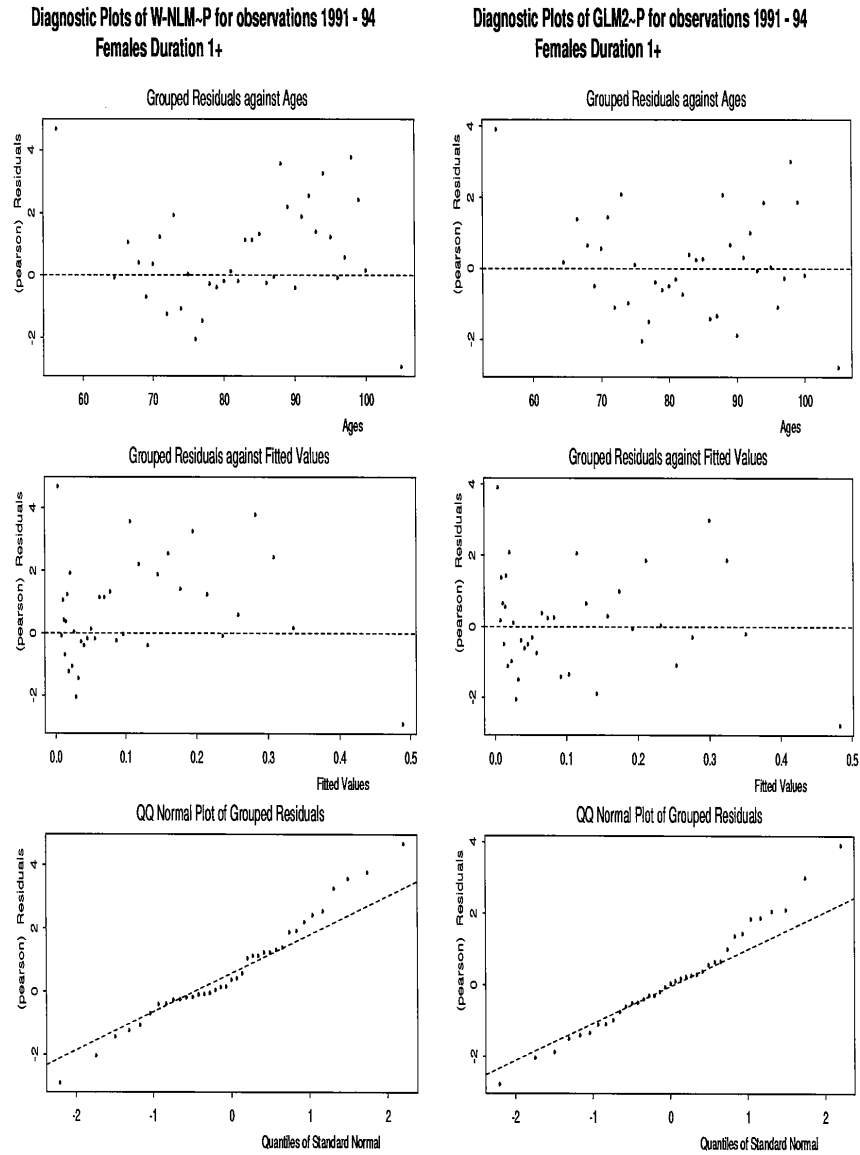 Diagnostic Plots of W-NLM~P for observations 1991 - 94
Females Duration 1+
Grouped Residuals against Ages
(pearson) Residuals
4
2
0
-2
60 70 80 90 100
Ages
Grouped Residuals against Fitted Values
(pearson) Residuals
4
2
0
-2
0.0 0.1 0.2 0.3 0.4 0.5
Fitted Values
QQ Normal Plot of Grouped Residuals
(pearson) Residuals
4
2
0
-2
-2 -1 0 1 2
Quantiles of Standard Normal
Diagnostic Plots of GLM2~P for observations 1991 - 94
Females Duration 1+
Grouped Residuals against Ages
(pearson) Residuals
4
2
0
-2
60 70 80 90 100
Ages
Grouped Residuals against Fitted Values
(pearson) Residuals
4
2
0
-2
0.0 0.1 0.2 0.3 0.4 0.5
Fitted Values
QQ Normal Plot of Grouped Residuals
(pearson) Residuals
4
2
0
-2
-2 -1 0 1 2
Quantiles of Standard Normal